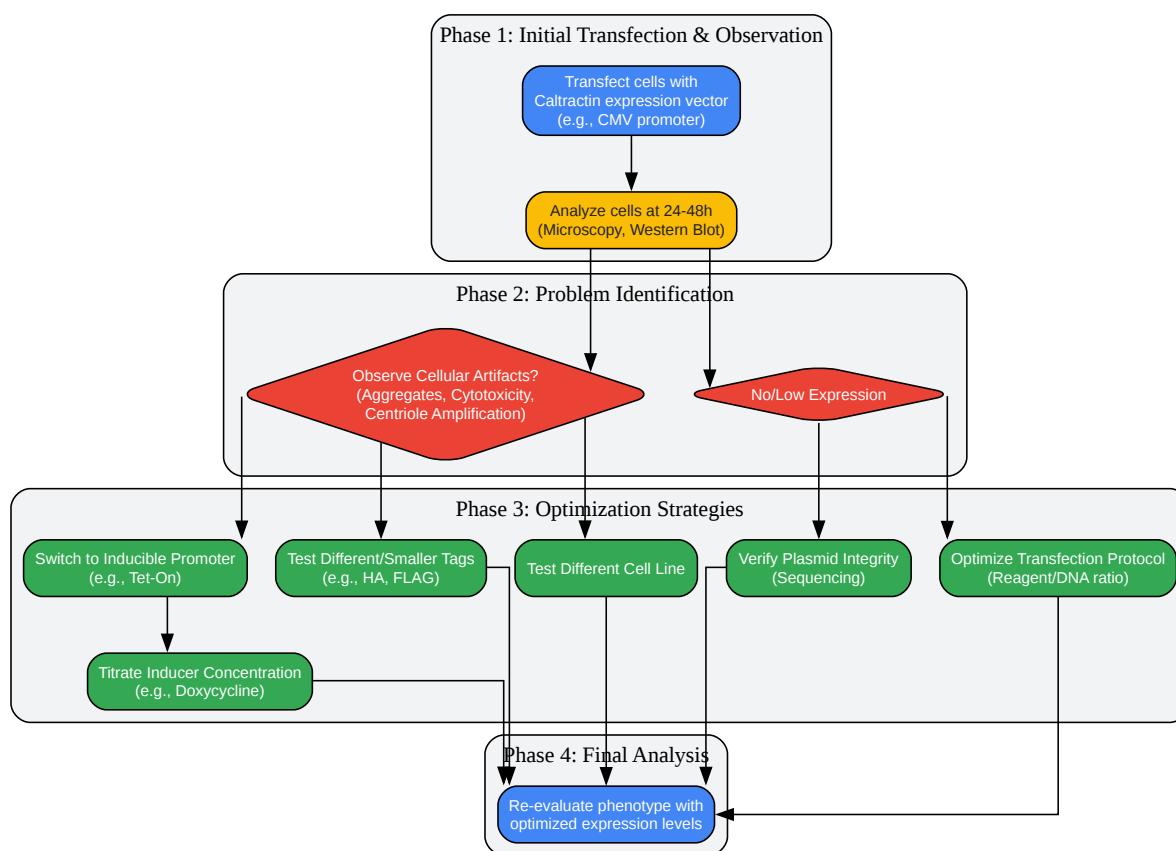 Phase 1: Initial Transfection & Observation
Transfect cells with
Caltractin expression vector
(e.g., CMV promoter)
Analyze cells at 24-48h
(Microscopy, Western Blot)
Phase 2: Problem Identification
Observe Cellular Artifacts?
(Aggregates, Cytotoxicity,
Centriole Amplification)
No/Low Expression
Phase 3: Optimization Strategies
Switch to Inducible Promoter
(e.g., Tet-On)
Test Different/Smaller Tags
(e.g., HA, FLAG)
Test Different Cell Line
Verify Plasmid Integrity
(Sequencing)
Optimize Transfection Protocol
(Reagent/DNA ratio)
Titrate Inducer Concentration
(e.g., Doxycycline)
Phase 4: Final Analysis
Re-evaluate phenotype with
optimized expression levels